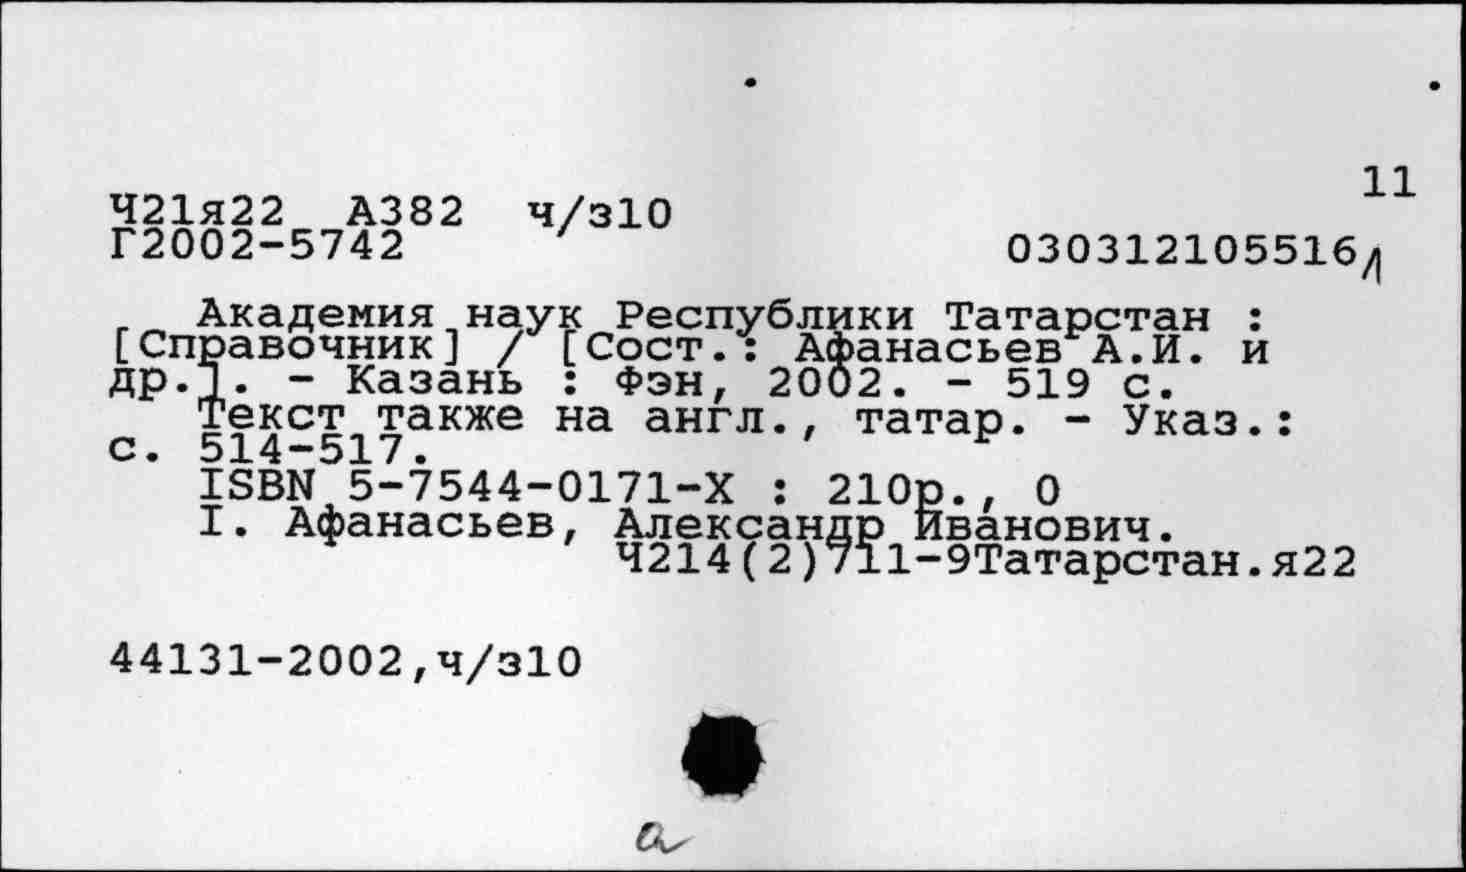 11
Ч21я22  А382  ч/з10
Г2002-5742
030312105516Д
Академия наук Республики Татарстан :
[Справочник] / [Сост.: Афанасьев А.И. и
др.]. - Казань : Фэн, 2002. - 519 с.
Текст также на англ., татар. - Указ.:
с. 514-517.
ISBN 5-7544-0171-X : 210р., 0
I. Афанасьев, Александр Иванович.
Ч214(2)711-9Татарстан.я22
44131-2002,ч/з10
а